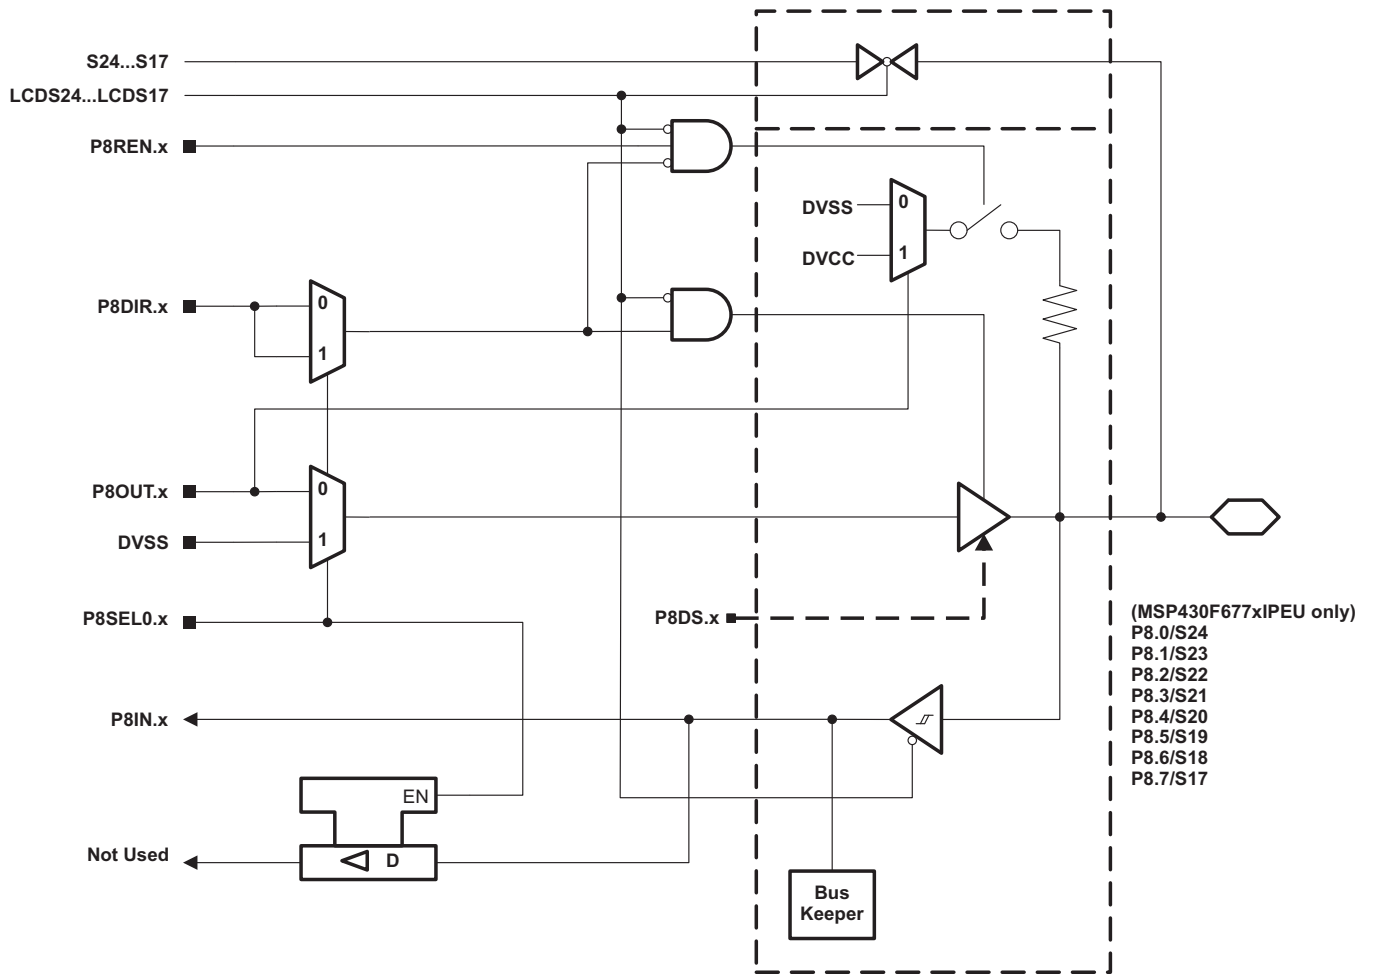 S24...S17
LCDS24...LCDS17
P8REN.x
DVSS
0
DVCC
1
P8DIR.x
0
1
P8OUT.x
0
DVSS
1
P8SEL0.x
P8DS.x
(MSP430F677xIPEU only)
P8.0/S24
P8.1/S23
P8.2/S22
P8.3/S21
P8.4/S20
P8.5/S19
P8.6/S18
P8.7/S17
P8IN.x
EN
Not Used
D
Bus
Keeper